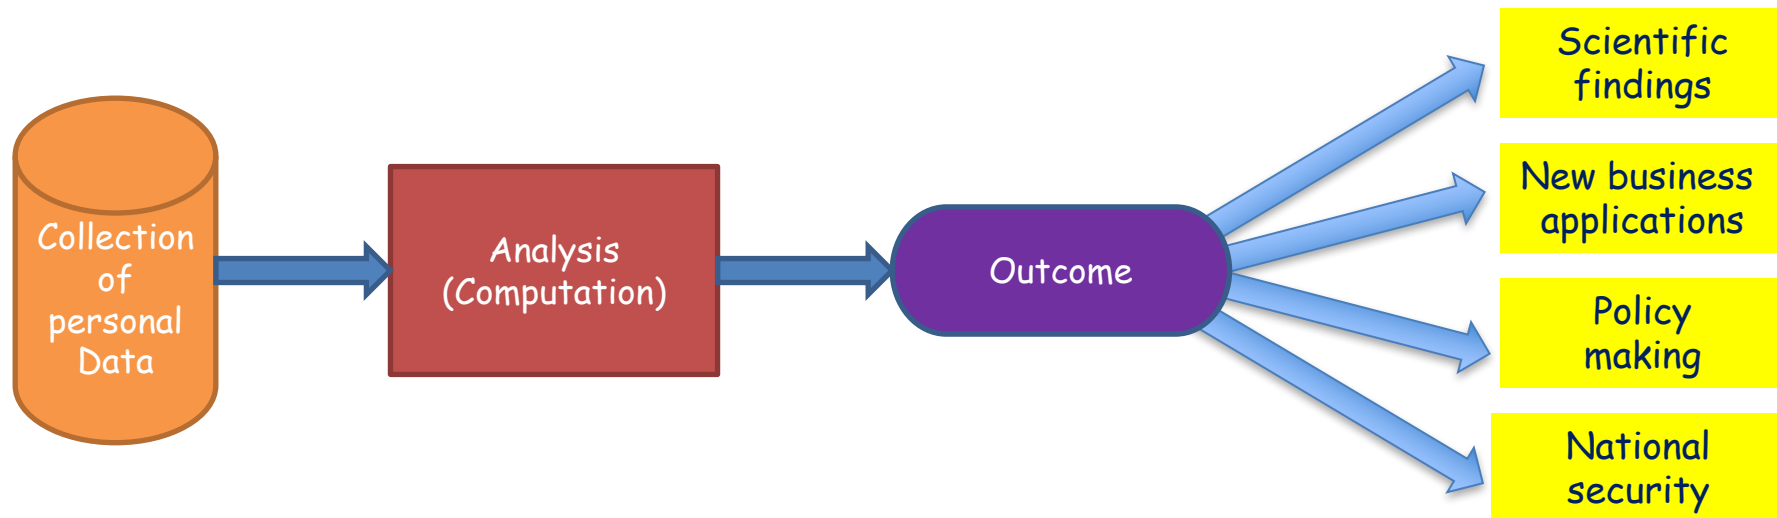 Collection
of
personal
Data
Analysis
(Computation)
Outcome
Scientific
findings
New business
applications
Policy
making
National
security